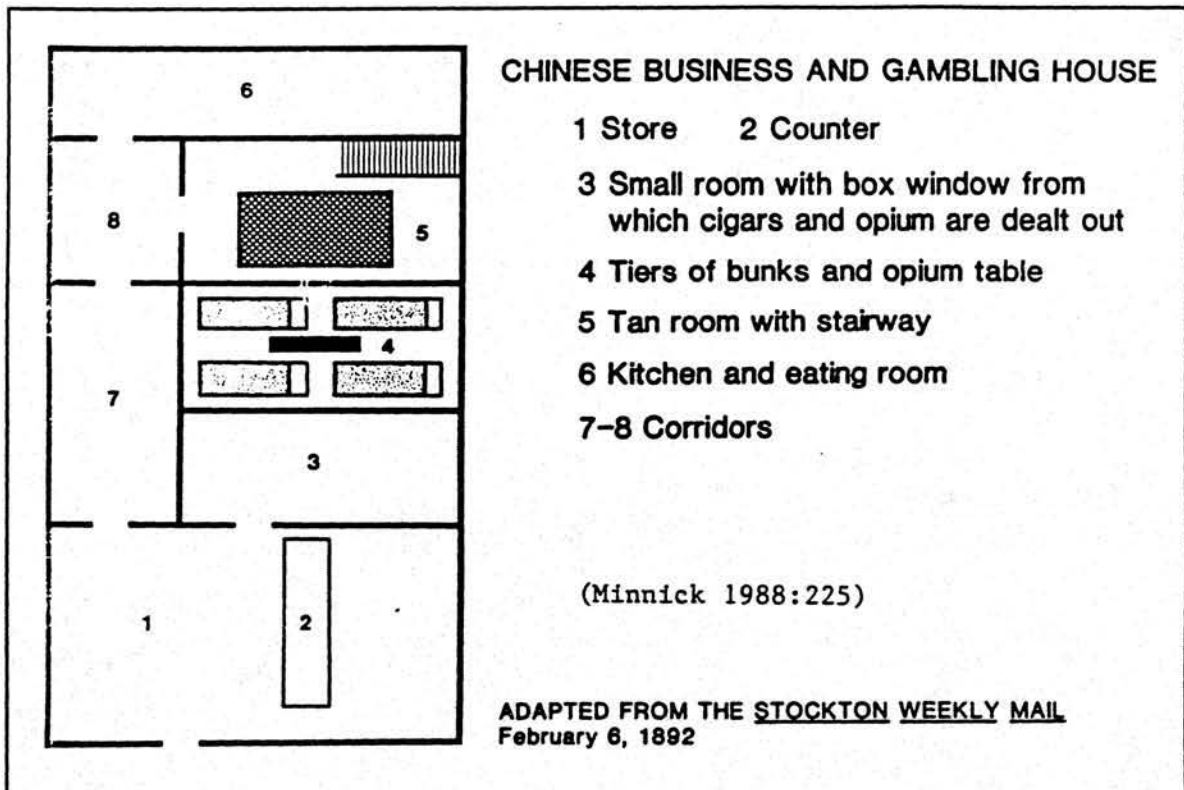 CHINESE BUSINESS AND GAMBLING HOUSE
1 Store 2 Counter
3 Small room with box window from
which cigars and opium are dealt out
4 Tiers of bunks and opium table
5 Tan room with stairway
6 Kitchen and eating room
7-8 Corridors
(Minnick 1988:225)
ADAPTED FROM THE STOCKTON WEEKLY MAIL
February 6, 1892
6
8
5
4
7
3
1
2